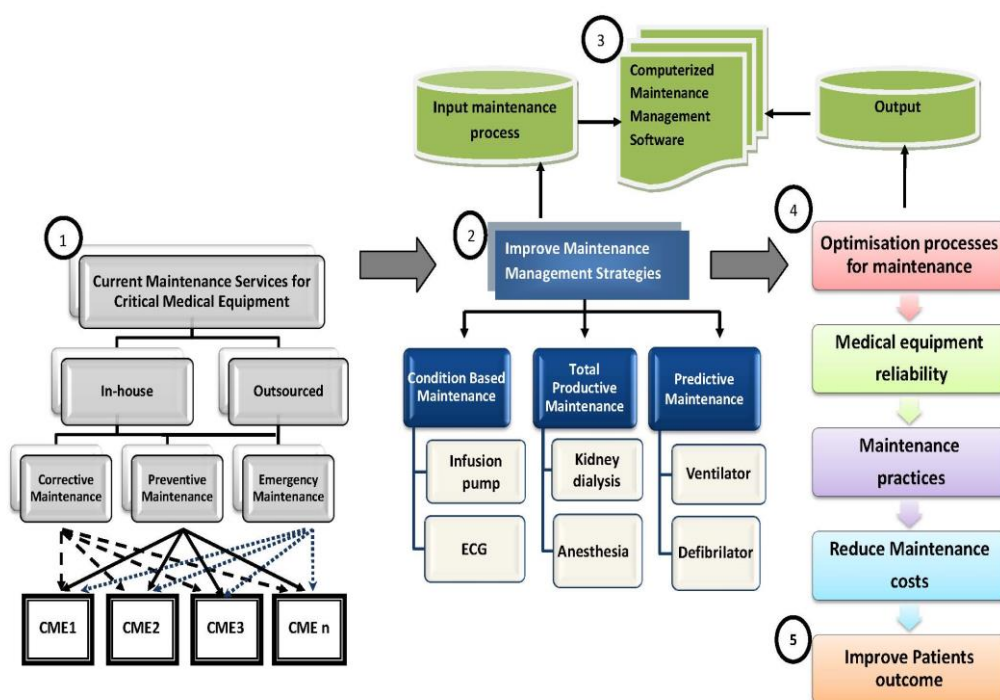 1
Current Maintenance Services for
Critical Medical Equipment
In-house
Outsourced
Corrective
Maintenance
Preventive
Maintenance
Emergency
Maintenance
CME1
CME2
CME3
CME n
2
Improve Maintenance
Management Strategies
Condition Based
Maintenance
Infusion
pump
ECG
Total
Productive
Maintenance
Kidney
dialysis
Anesthesia
Predictive
Maintenance
Ventilator
Defibrilator
3
Input maintenance
process
Computerized
Maintenance
Management
Software
Output
4
Optimisation processes
for maintenance
Medical equipment
reliability
Maintenance
practices
Reduce Maintenance
costs
5
Improve Patients
outcome